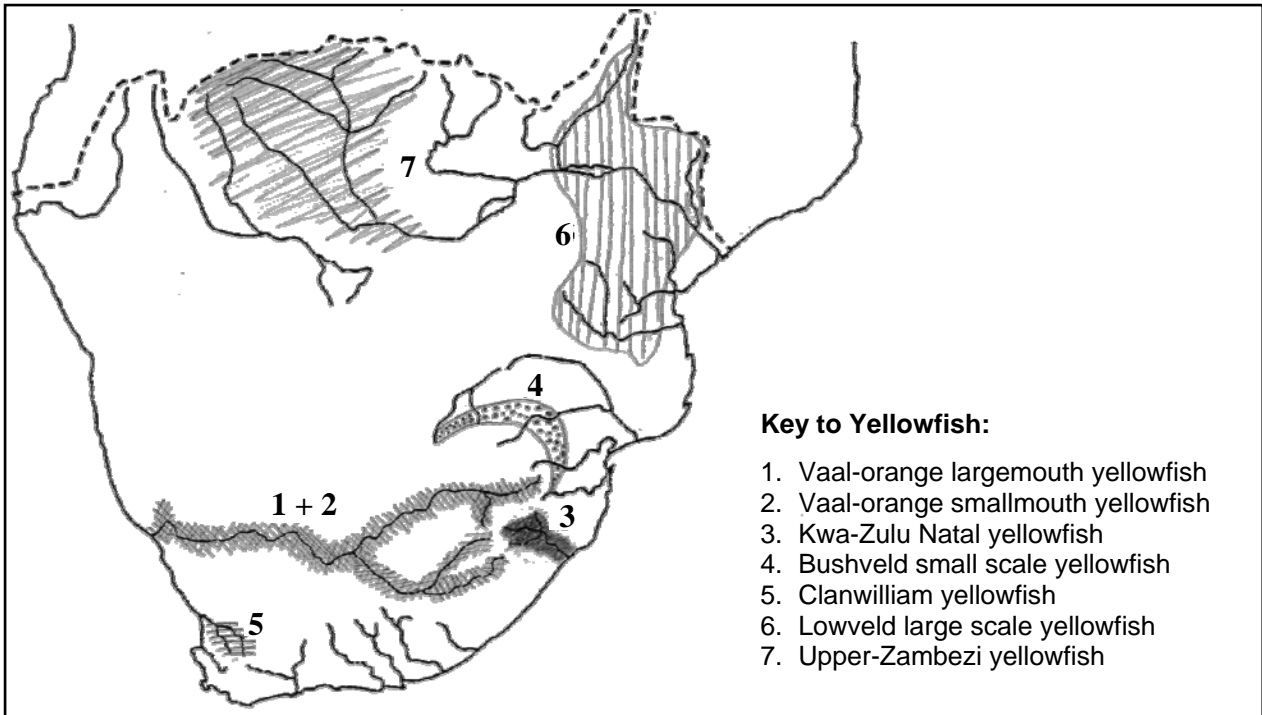 7
6
4
1 + 2
3
5
Key to Yellowfish:
1. Vaal-orange largemouth yellowfish
2. Vaal-orange smallmouth yellowfish
3. Kwa-Zulu Natal yellowfish
4. Bushveld small scale yellowfish
5. Clanwilliam yellowfish
6. Lowveld large scale yellowfish
7. Upper-Zambezi yellowfish